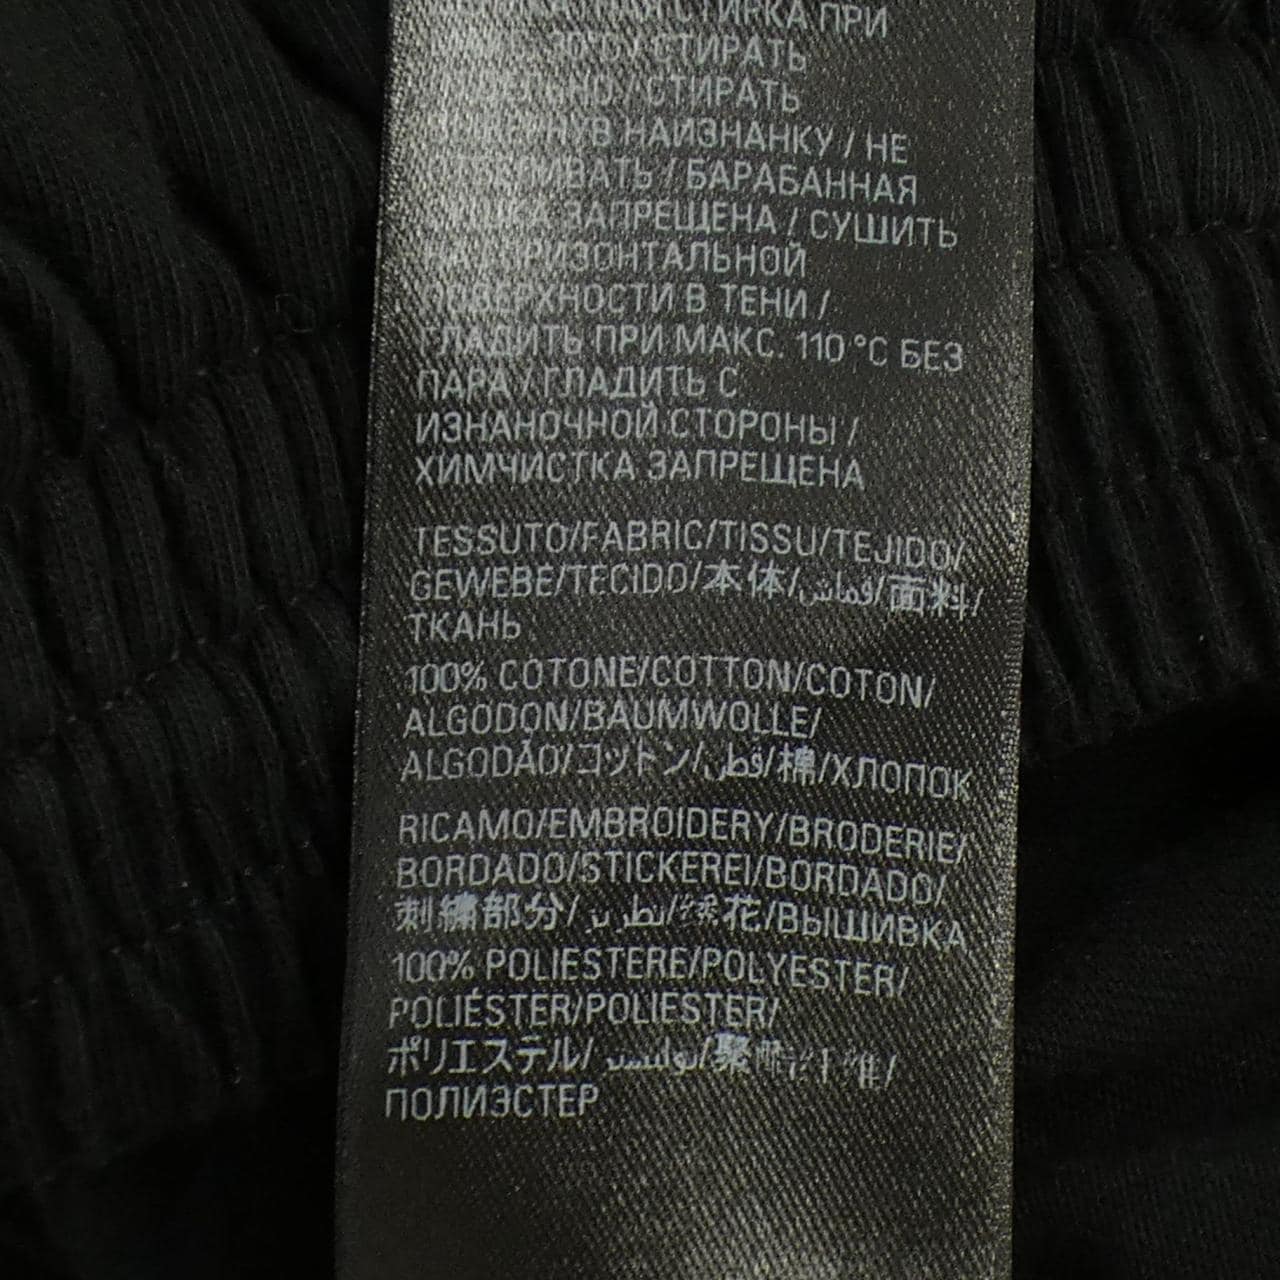 СТИРКА ПРИ
30°C / СТИРАТЬ
/ СТИРАТЬ
НАИЗНАНКУ / НЕ
/ БАРАБАННАЯ
ЗАПРЕЩЕНА / СУШИТЬ
ГОРИЗОНТАЛЬНОЙ
ПОВЕРХНОСТИ В ТЕНИ /
ГЛАДИТЬ ПРИ МАКС. 110 °C БЕЗ
ПАРА / ГЛАДИТЬ С
ИЗНАНОЧНОЙ СТОРОНЫ /
ХИМЧИСТКА ЗАПРЕЩЕНА
TESSUTO/FABRIC/TISSU/TEJIDO/
GEWEBE/TECIDO/本体/قماش/面料/
ТКАНЬ
100% COTONE/COTTON/COTON/
ALGODON/BAUMWOLLE/
ALGODÃO/コットン/قطن/棉/ХЛОПОК
RICAMO/EMBROIDERY/BRODERIE/
BORDADO/STICKEREI/BORDADO/
刺繍部分/تطريز/绣花/ВЫШИВКА
100% POLIESTERE/POLYESTER/
POLIÉSTER/POLIESTER/
ポリエステル/بوليستر/聚酯纤维/
ПОЛИЭСТЕР